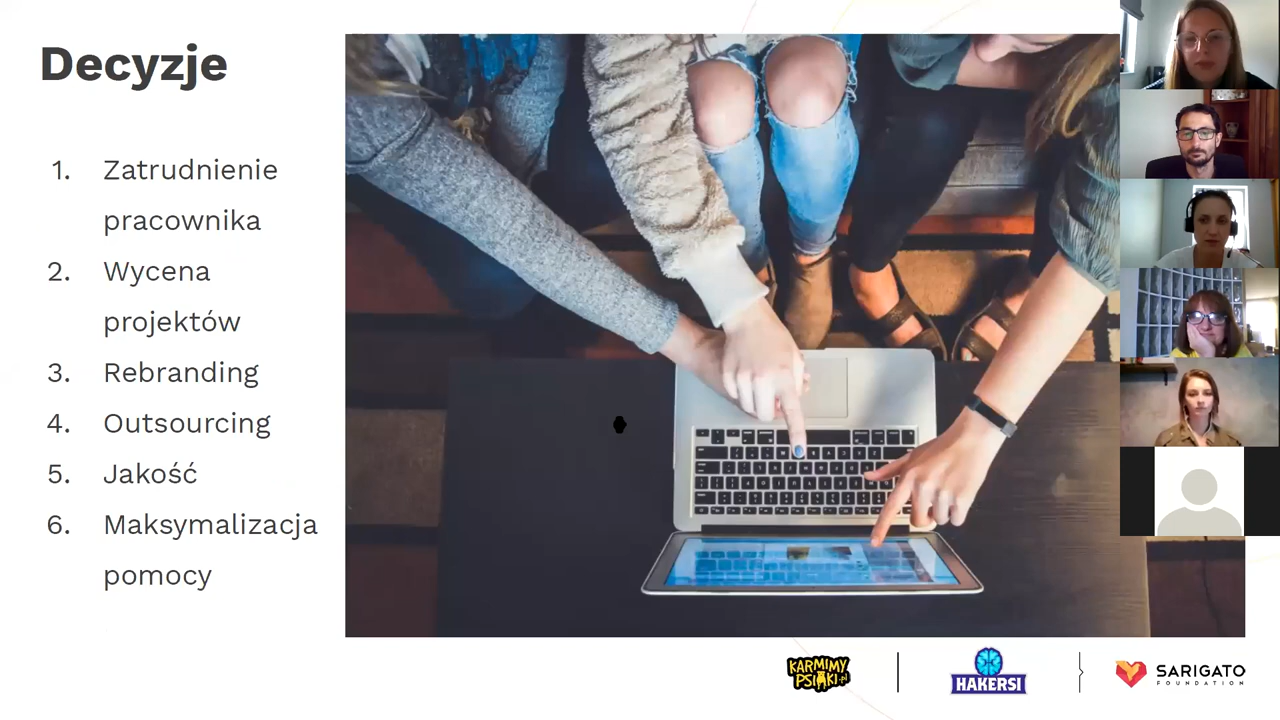 Decyzje
1. Zatrudnienie
pracownika
2. Wycena
projektów
3. Rebranding
4. Outsourcing
5. Jakość
6. Maksymalizacja
pomocy
KARMIMY
PSIAKI.pl
HAKERSI
SARIGATO
FOUNDATION